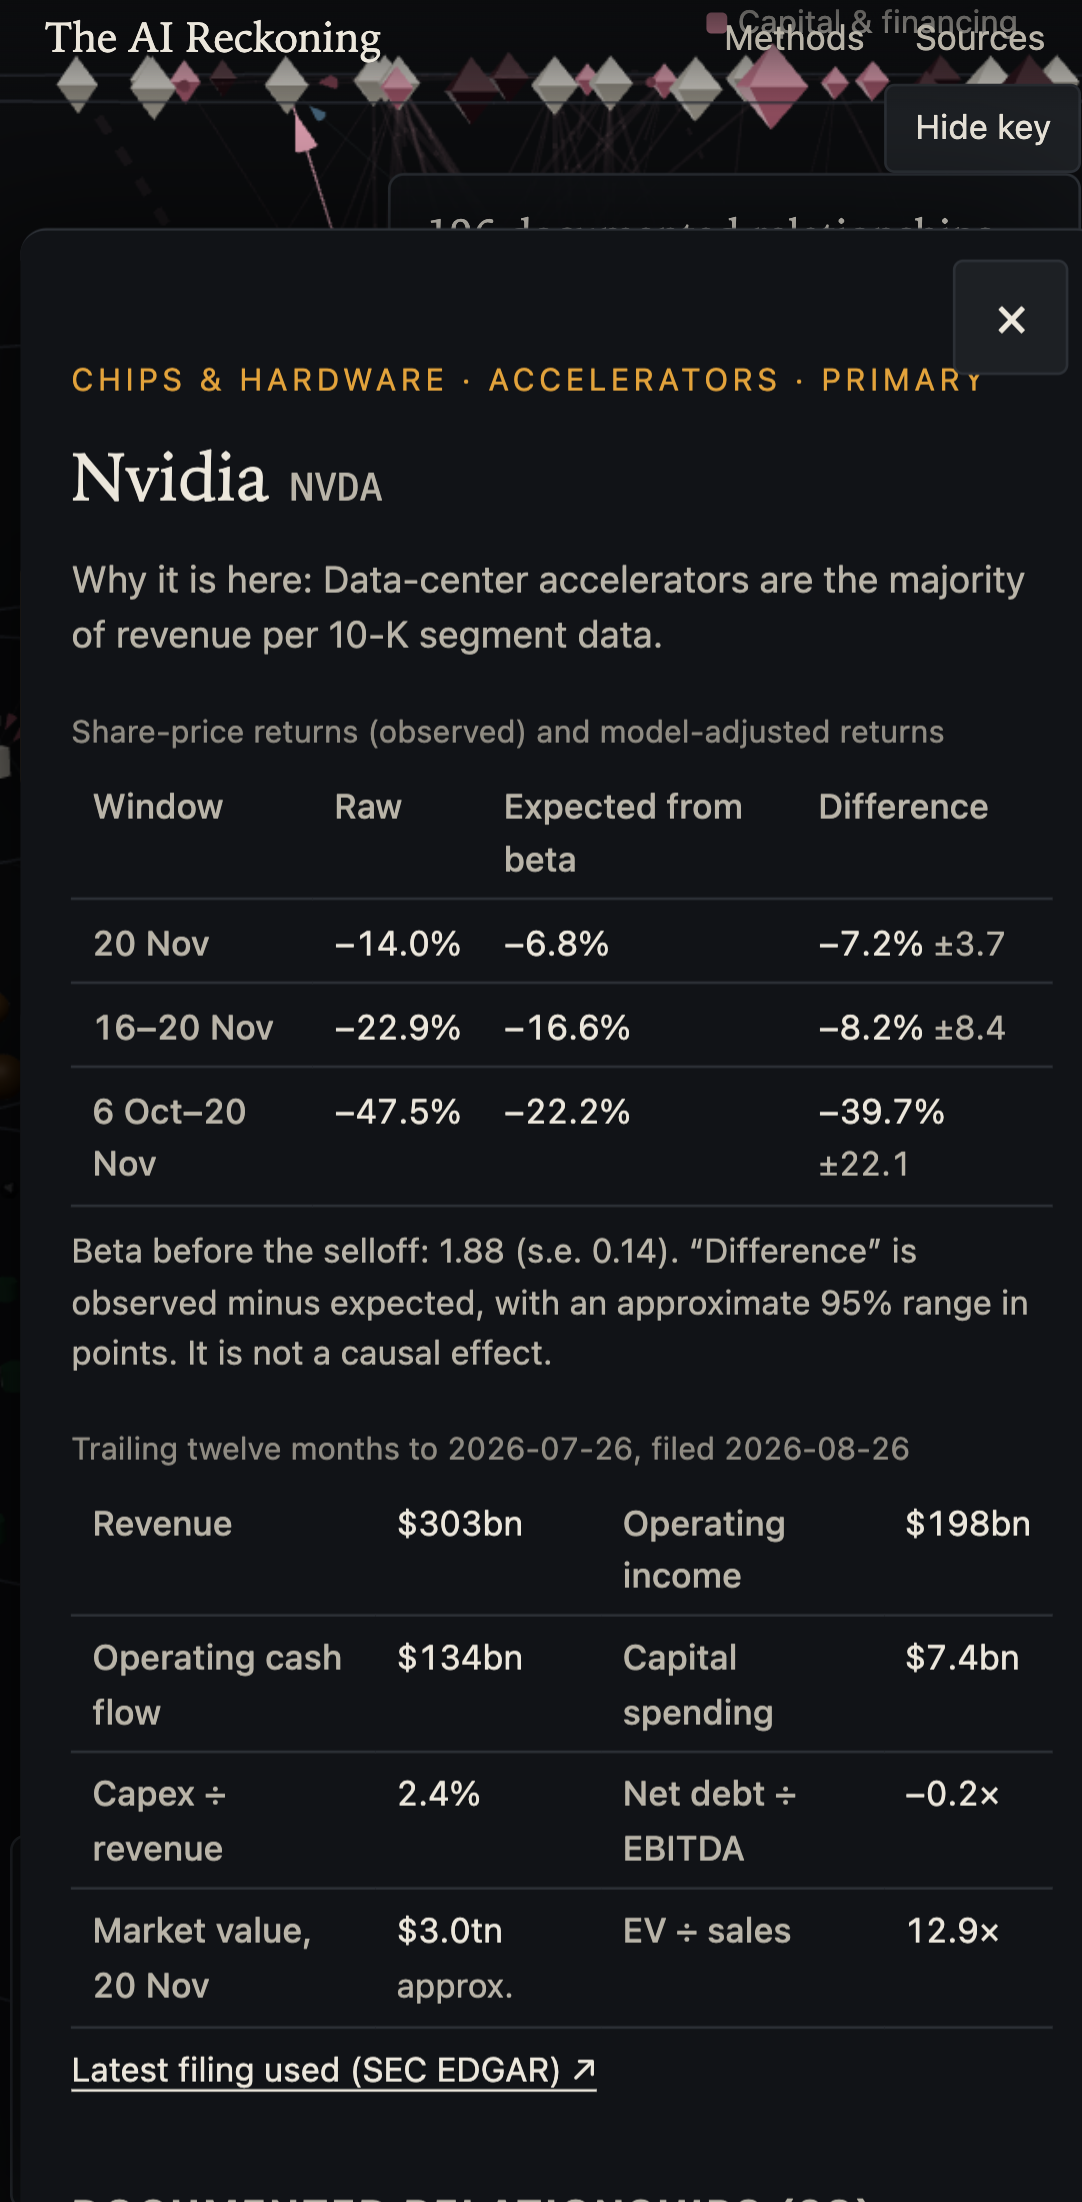 Capital & financing
The AI Reckoning Methods Sources
Hide key
196 documented relationships
×
CHIPS & HARDWARE · ACCELERATORS · PRIMARY
Nvidia NVDA
Why it is here: Data-center accelerators are the majority
of revenue per 10-K segment data.
Share-price returns (observed) and model-adjusted returns
Window Raw Expected from Difference
beta
20 Nov −14.0% −6.8% −7.2% ±3.7
16–20 Nov −22.9% −16.6% −8.2% ±8.4
6 Oct–20 −47.5% −22.2% −39.7%
Nov ±22.1
Beta before the selloff: 1.88 (s.e. 0.14). “Difference” is
observed minus expected, with an approximate 95% range in
points. It is not a causal effect.
Trailing twelve months to 2026-07-26, filed 2026-08-26
Revenue $303bn Operating $198bn
income
Operating cash $134bn Capital $7.4bn
flow spending
Capex ÷ 2.4% Net debt ÷ −0.2×
revenue EBITDA
Market value, $3.0tn EV ÷ sales 12.9×
20 Nov approx.
Latest filing used (SEC EDGAR) ↗
DOCUMENTED RELATIONSHIPS